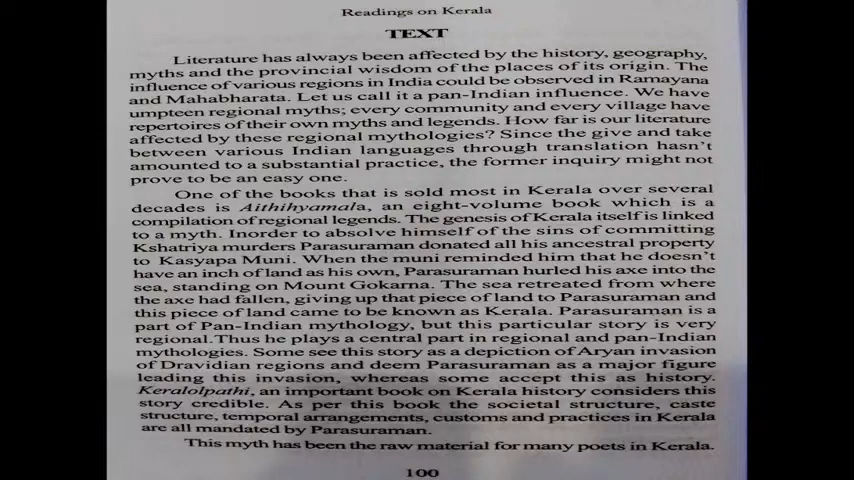 Readings on Kerala
TEXT
Literature has always been affected by the history, geography,
myths and the provincial wisdom of the places of its origin. The
influence of various regions in India could be observed in Ramayana
and Mahabharata. Let us call it a pan-Indian influence. We have
umpteen regional myths; every community and every village have
repertoires of their own myths and legends. How far is our literature
affected by these regional mythologies? Since the give and take
between various Indian languages through translation hasn't
amounted to a substantial practice, the former inquiry might not
prove to be an easy one.
One of the books that is sold most in Kerala over several
decades is Aithihyamala, an eight-volume book which is a
compilation of regional legends. The genesis of Kerala itself is linked
to a myth. Inorder to absolve himself of the sins of committing
Kshatriya murders Parasuraman donated all his ancestral property
to Kasyapa Muni. When the muni reminded him that he doesn't
have an inch of land as his own, Parasuraman hurled his axe into the
sea, standing on Mount Gokarna. The sea retreated from where
the axe had fallen, giving up that piece of land to Parasuraman and
this piece of land came to be known as Kerala. Parasuraman is a
part of Pan-Indian mythology, but this particular story is very
regional.Thus he plays a central part in regional and pan-Indian
mythologies. Some see this story as a depiction of Aryan invasion
of Dravidian regions and deem Parasuraman as a major figure
leading this invasion, whereas some accept this as history.
Keralolpathi, an important book on Kerala history considers this
story credible. As per this book the societal structure, caste
structure, temporal arrangements, customs and practices in Kerala
are all mandated by Parasuraman.
This myth has been the raw material for many poets in Kerala.
100